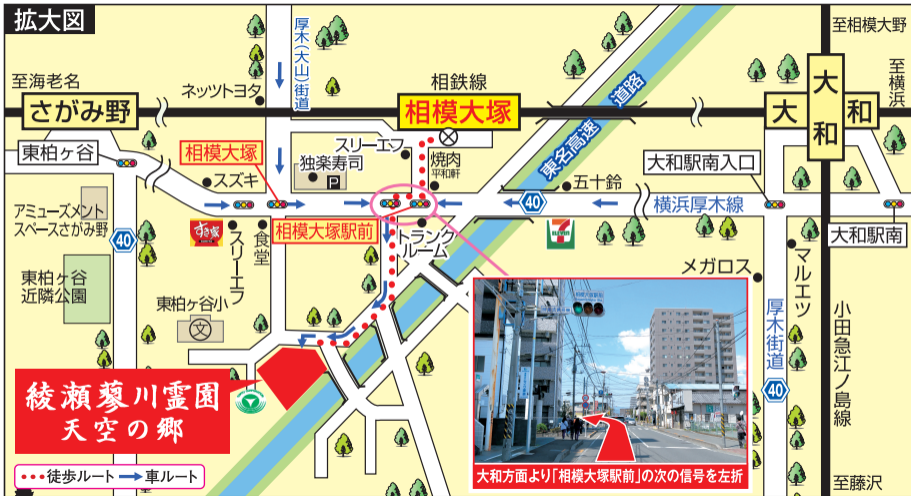 拡大図
至海老名
さがみ野
東柏ヶ谷
ネッツトヨタ
厚木(大山)街道
相鉄線
相模大塚
東名高速道路
至相模大野
至横浜
大和
大和
相模大塚
スズキ
独楽寿司
P
スリーエフ
焼肉
平和軒
五十鈴
大和駅南入口
40
横浜厚木線
大和駅南
アミューズメント
スペースさがみ野
40
東柏ヶ谷
近隣公園
すき家
スリーエフ
食堂
相模大塚駅前
トランク
ルーム
7
ELEVEN
メガロス
マルエツ
厚木街道
40
小田急江ノ島線
東柏ヶ谷小
文
綾瀬蓼川霊園
天空の郷
徒歩ルート
車ルート
相模大塚駅前
大和方面より「相模大塚駅前」の次の信号を左折
至藤沢